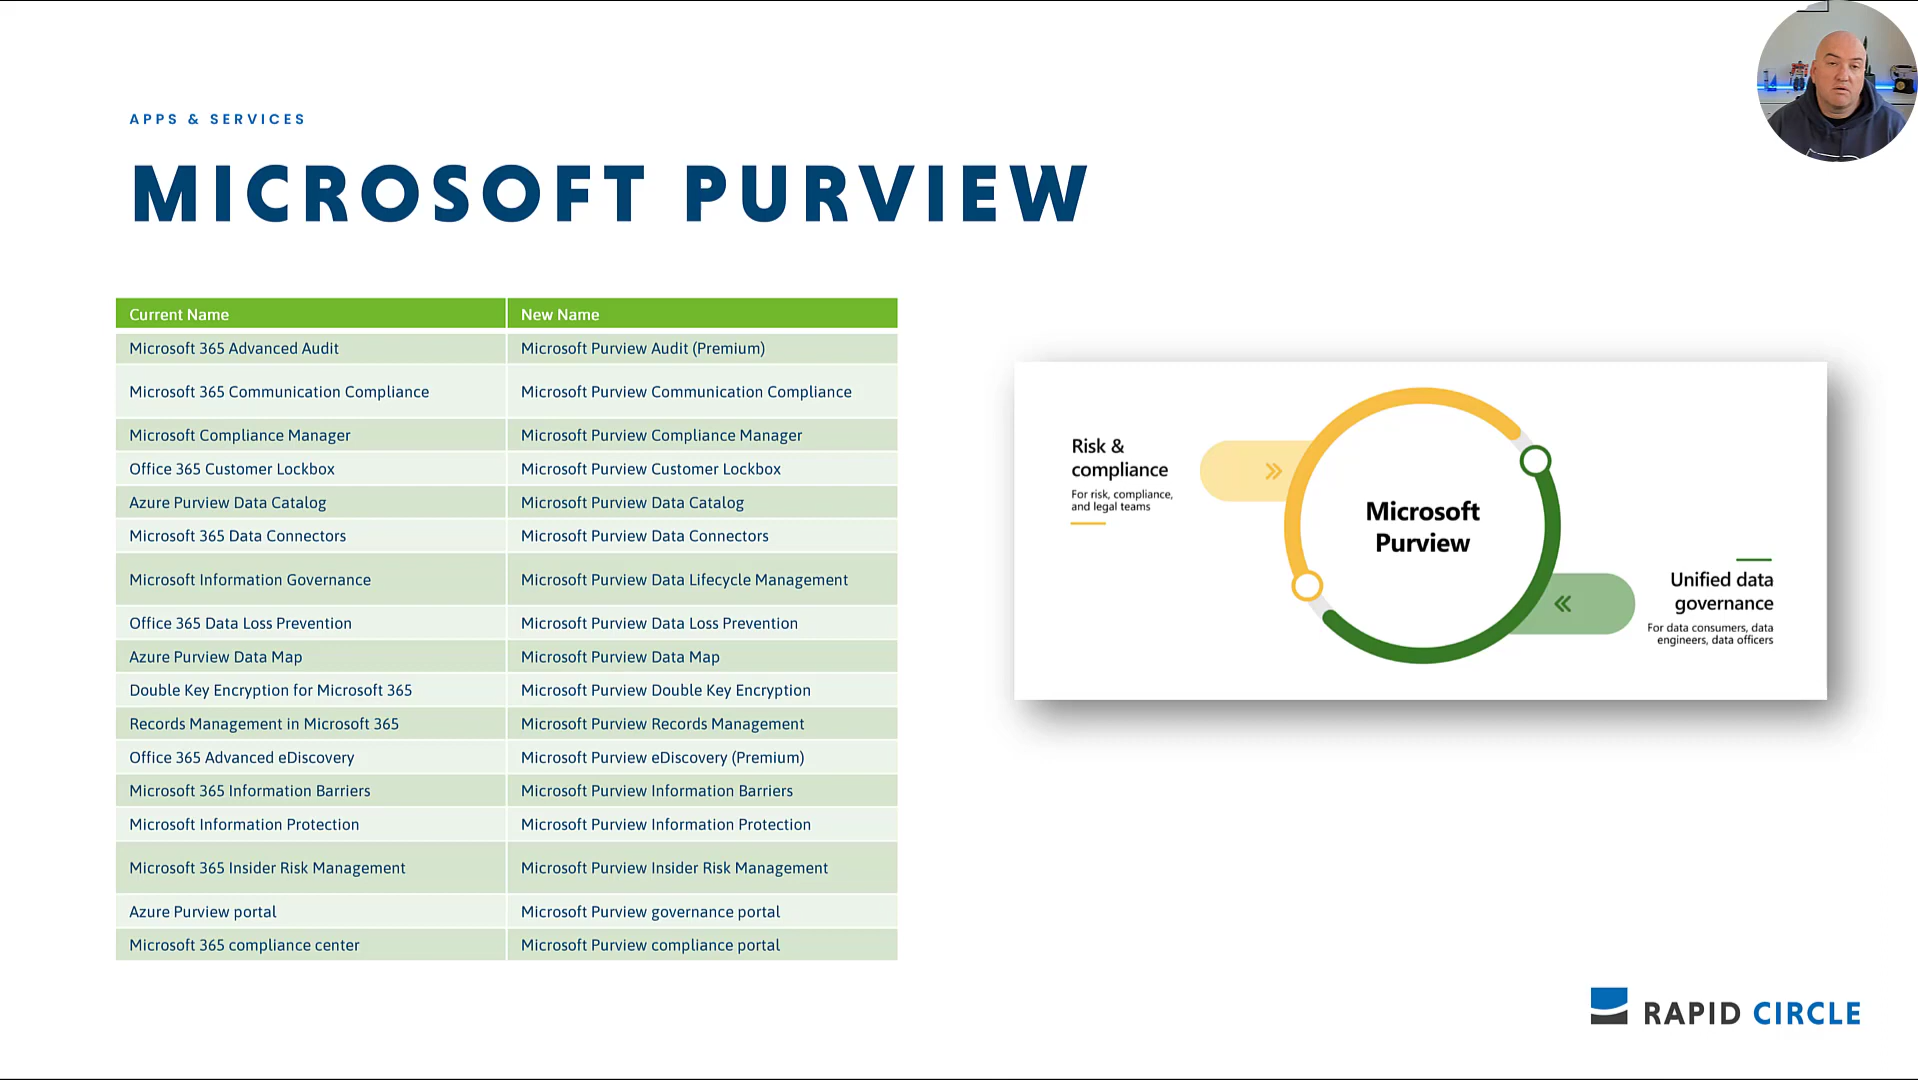 APPS & SERVICES
MICROSOFT PURVIEW
Current Name New Name
Microsoft 365 Advanced Audit Microsoft Purview Audit (Premium)
Microsoft 365 Communication Compliance Microsoft Purview Communication Compliance
Microsoft Compliance Manager Microsoft Purview Compliance Manager
Office 365 Customer Lockbox Microsoft Purview Customer Lockbox
Azure Purview Data Catalog Microsoft Purview Data Catalog
Microsoft 365 Data Connectors Microsoft Purview Data Connectors
Microsoft Information Governance Microsoft Purview Data Lifecycle Management
Office 365 Data Loss Prevention Microsoft Purview Data Loss Prevention
Azure Purview Data Map Microsoft Purview Data Map
Double Key Encryption for Microsoft 365 Microsoft Purview Double Key Encryption
Records Management in Microsoft 365 Microsoft Purview Records Management
Office 365 Advanced eDiscovery Microsoft Purview eDiscovery (Premium)
Microsoft 365 Information Barriers Microsoft Purview Information Barriers
Microsoft Information Protection Microsoft Purview Information Protection
Microsoft 365 Insider Risk Management Microsoft Purview Insider Risk Management
Azure Purview portal Microsoft Purview governance portal
Microsoft 365 compliance center Microsoft Purview compliance portal
Risk &
compliance
For risk, compliance,
and legal teams
Microsoft
Purview
Unified data
governance
For data consumers, data
engineers, data officers
RAPID CIRCLE